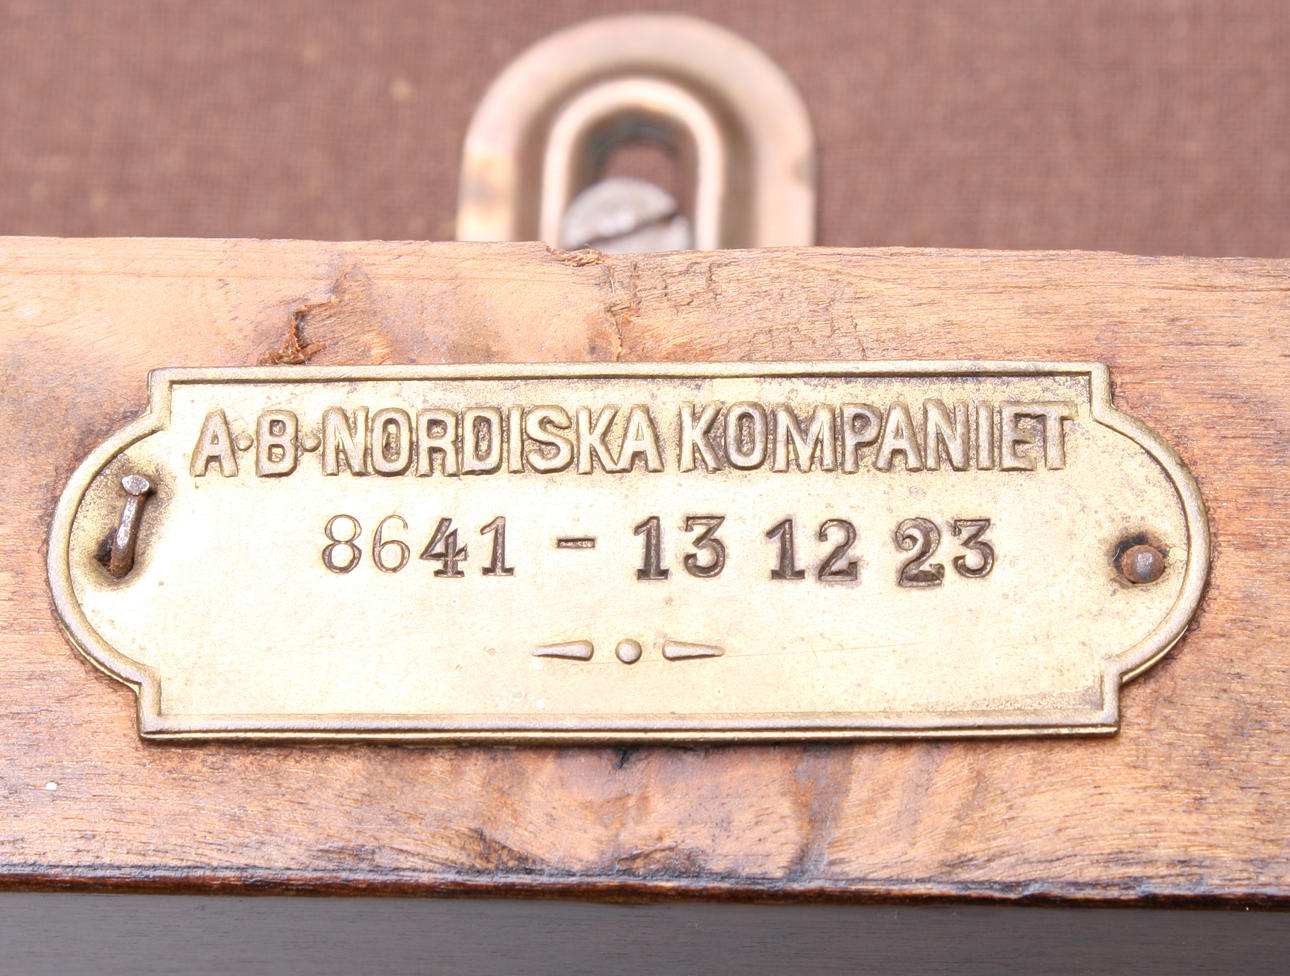 A·B·NORDISKA KOMPANIET
8641 - 13 12 23